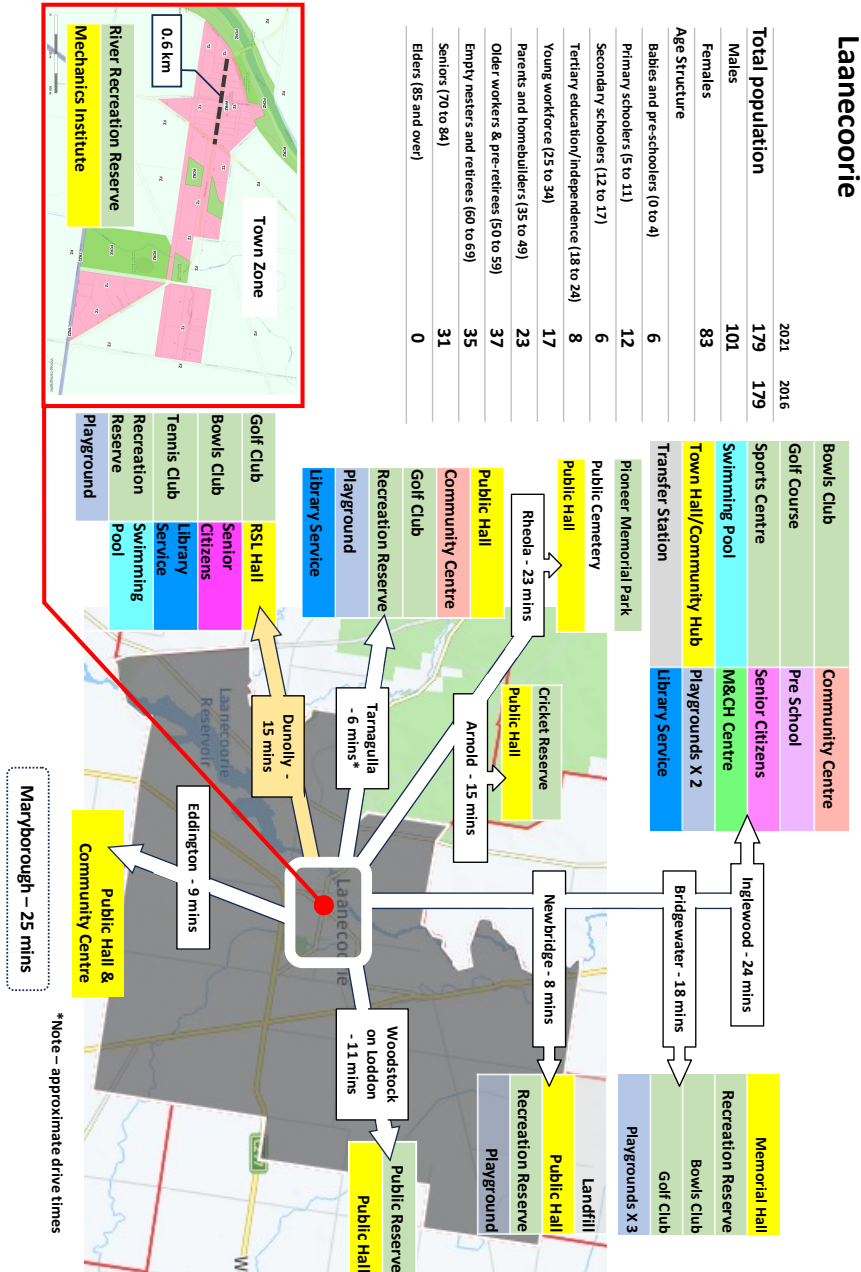 Laanecoorie
2021 2016
Total population 179 179
Males 101
Females 83
Age Structure
Babies and pre-schoolers (0 to 4) 6
Primary schoolers (5 to 11) 12
Secondary schoolers (12 to 17) 6
Tertiary education/independence (18 to 24) 8
Young workforce (25 to 34) 17
Parents and homebuilders (35 to 49) 23
Older workers & pre-retirees (50 to 59) 37
Empty nesters and retirees (60 to 69) 35
Seniors (70 to 84) 31
Elders (85 and over) 0
Town Zone
0.6 km
River Recreation Reserve
Mechanics Institute
Bowls Club
Golf Course
Sports Centre
Swimming Pool
Town Hall/Community Hub
Transfer Station
Community Centre
Pre School
Senior Citizens
M&CH Centre
Playgrounds X 2
Library Service
Inglewood - 24 mins
Bridgewater - 18 mins
Memorial Hall
Recreation Reserve
Bowls Club
Golf Club
Playgrounds X 3
Pioneer Memorial Park
Public Cemetery
Public Hall
Rheola - 23 mins
Cricket Reserve
Public Hall
Arnold - 15 mins
Newbridge - 8 mins
Landfill
Public Hall
Recreation Reserve
Playground
Public Hall
Community Centre
Golf Club
Recreation Reserve
Playground
Library Service
Tarnagulla
- 6 mins*
Golf Club
Bowls Club
Tennis Club
Recreation
Reserve
Playground
RSL Hall
Senior
Citizens
Library
Service
Swimming
Pool
Dunolly -
15 mins
Laanecoorie
Reservoir
Laanecoorie
Woodstock
on Loddon
- 11 mins
Public Reserve
Public Hall
Eddington - 9 mins
Public Hall &
Community Centre
W
Maryborough – 25 mins
*Note – approximate drive times